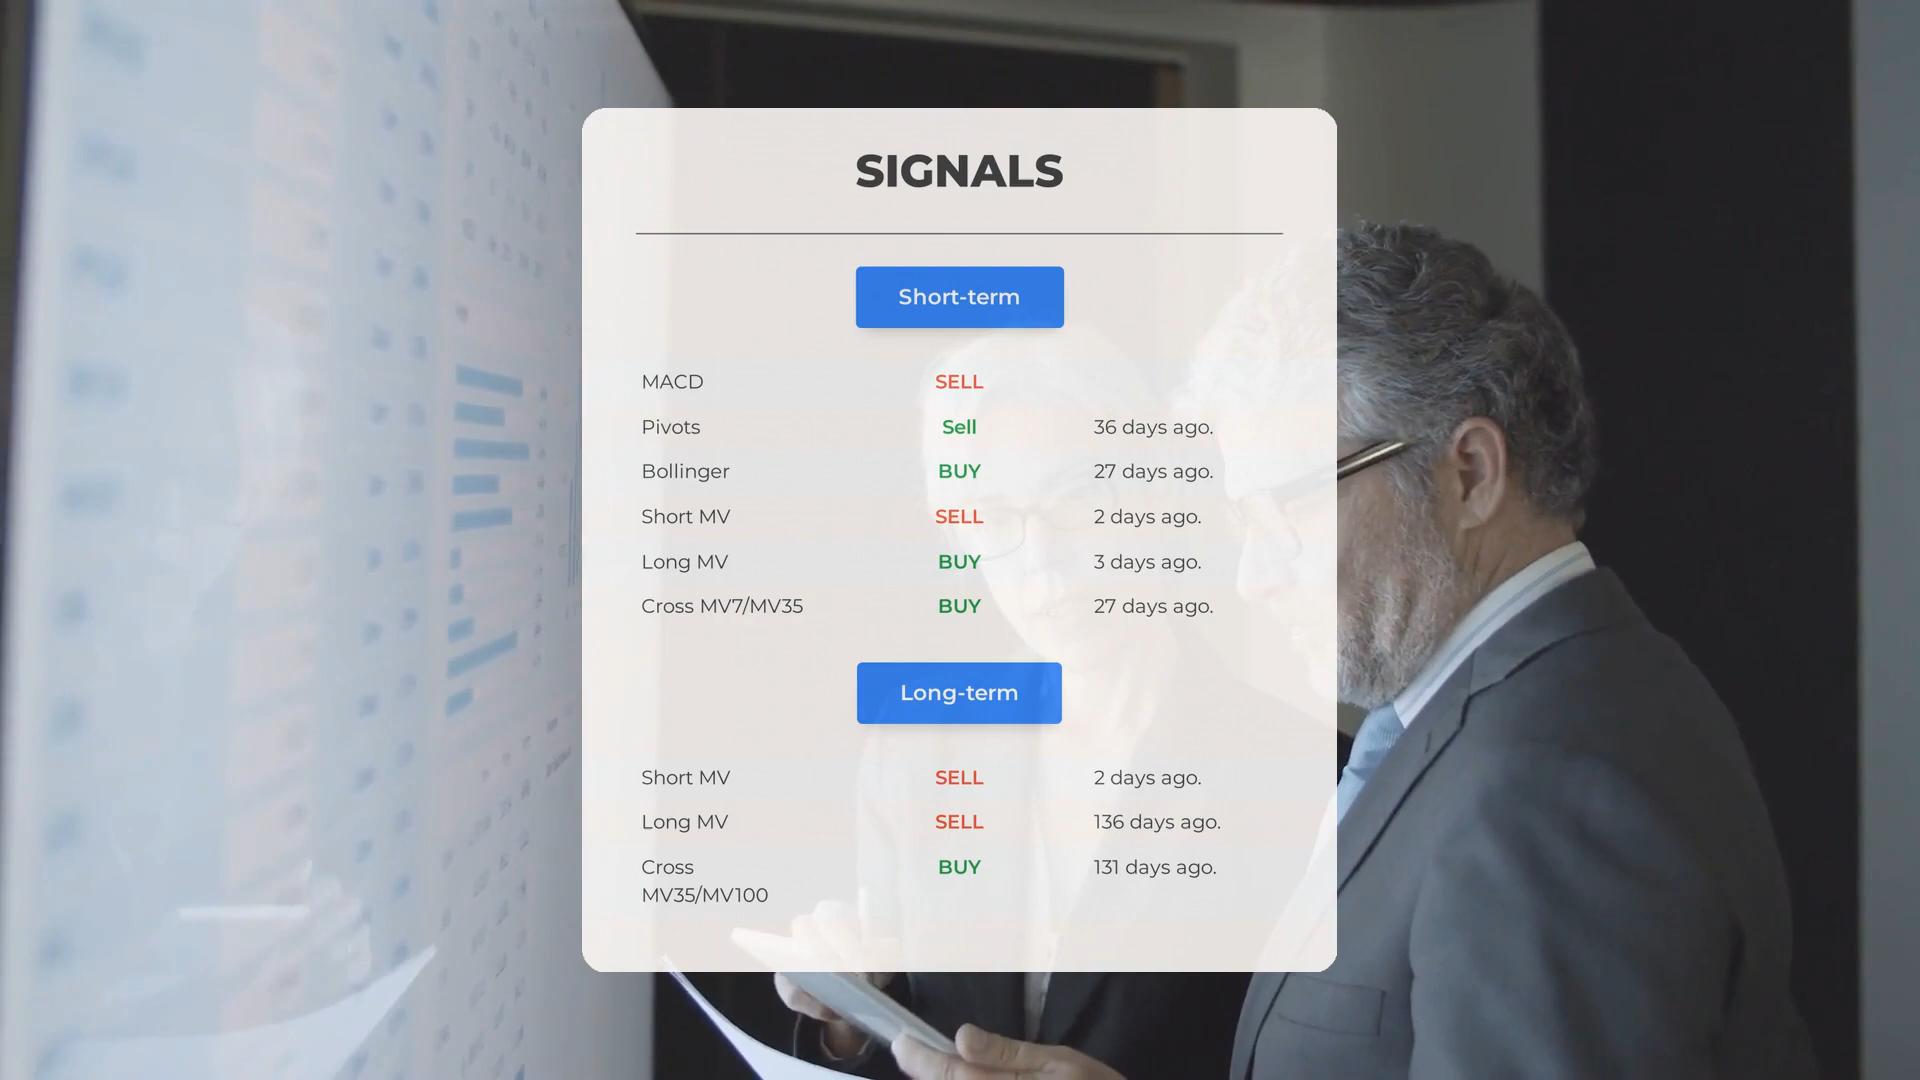 SIGNALS
Short-term
MACD SELL
Pivots Sell 36 days ago.
Bollinger BUY 27 days ago.
Short MV SELL 2 days ago.
Long MV BUY 3 days ago.
Cross MV7/MV35 BUY 27 days ago.
Long-term
Short MV SELL 2 days ago.
Long MV SELL 136 days ago.
Cross BUY 131 days ago.
MV35/MV100